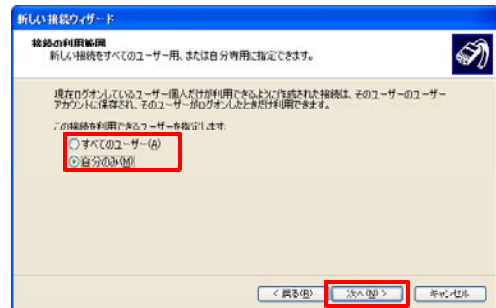 新しい接続ウィザード
接続の利用範囲
新しい接続をすべてのユーザー用、または自分専用に指定できます。
現在ログオンしているユーザー個人だけが利用できるように作成された接続は、そのユーザーのユーザー
アカウントに保存され、そのユーザーがログオンしたときだけ利用できます。
この接続を利用できるユーザーを指定します:
すべてのユーザー(A)
自分のみ(M)
< 戻る(B)
次へ(N) >
キャンセル